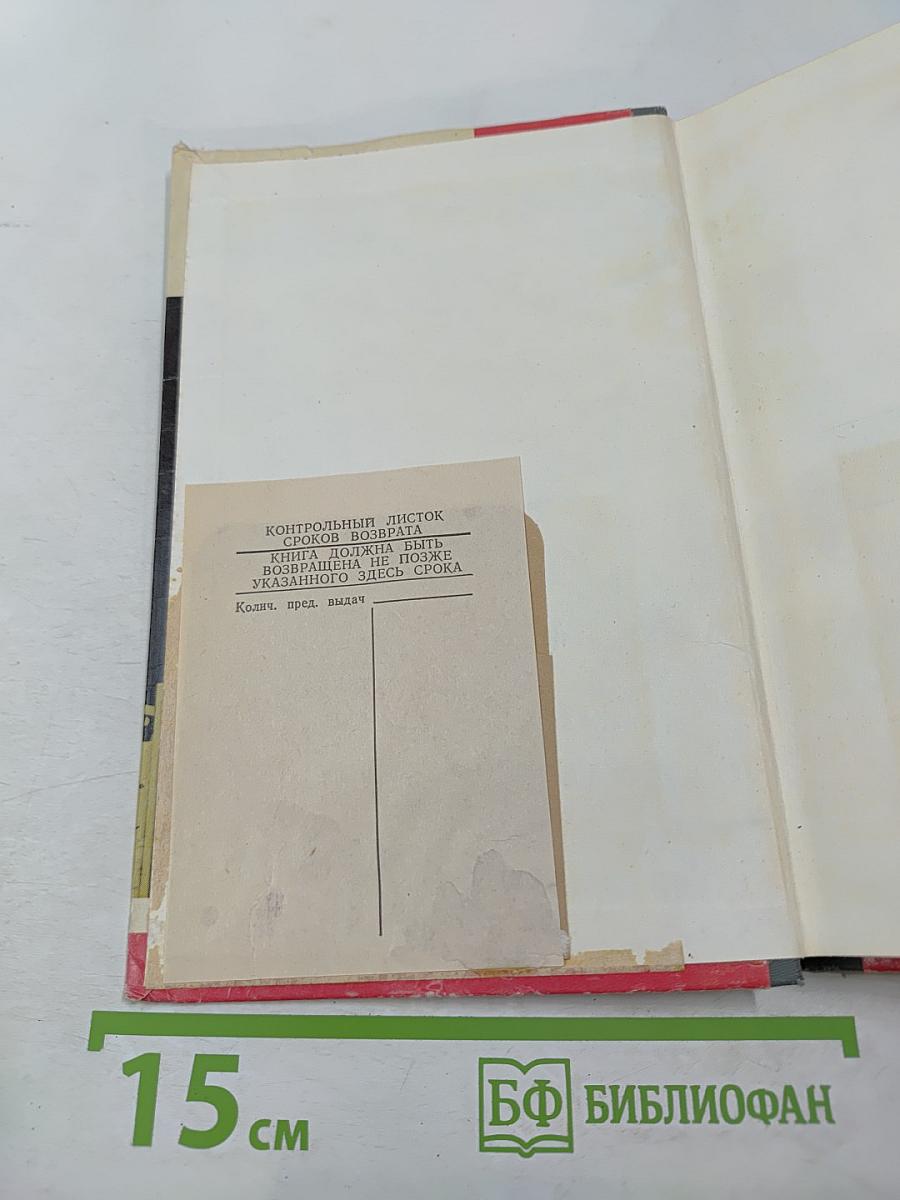 КОНТРОЛЬНЫЙ ЛИСТОК
СРОКОВ ВОЗВРАТА
КНИГА ДОЛЖНА БЫТЬ
ВОЗВРАЩЕНА НЕ ПОЗЖЕ
УКАЗАННОГО ЗДЕСЬ СРОКА
Колич. пред. выдач
15 см
БФ БИБЛИОФАН